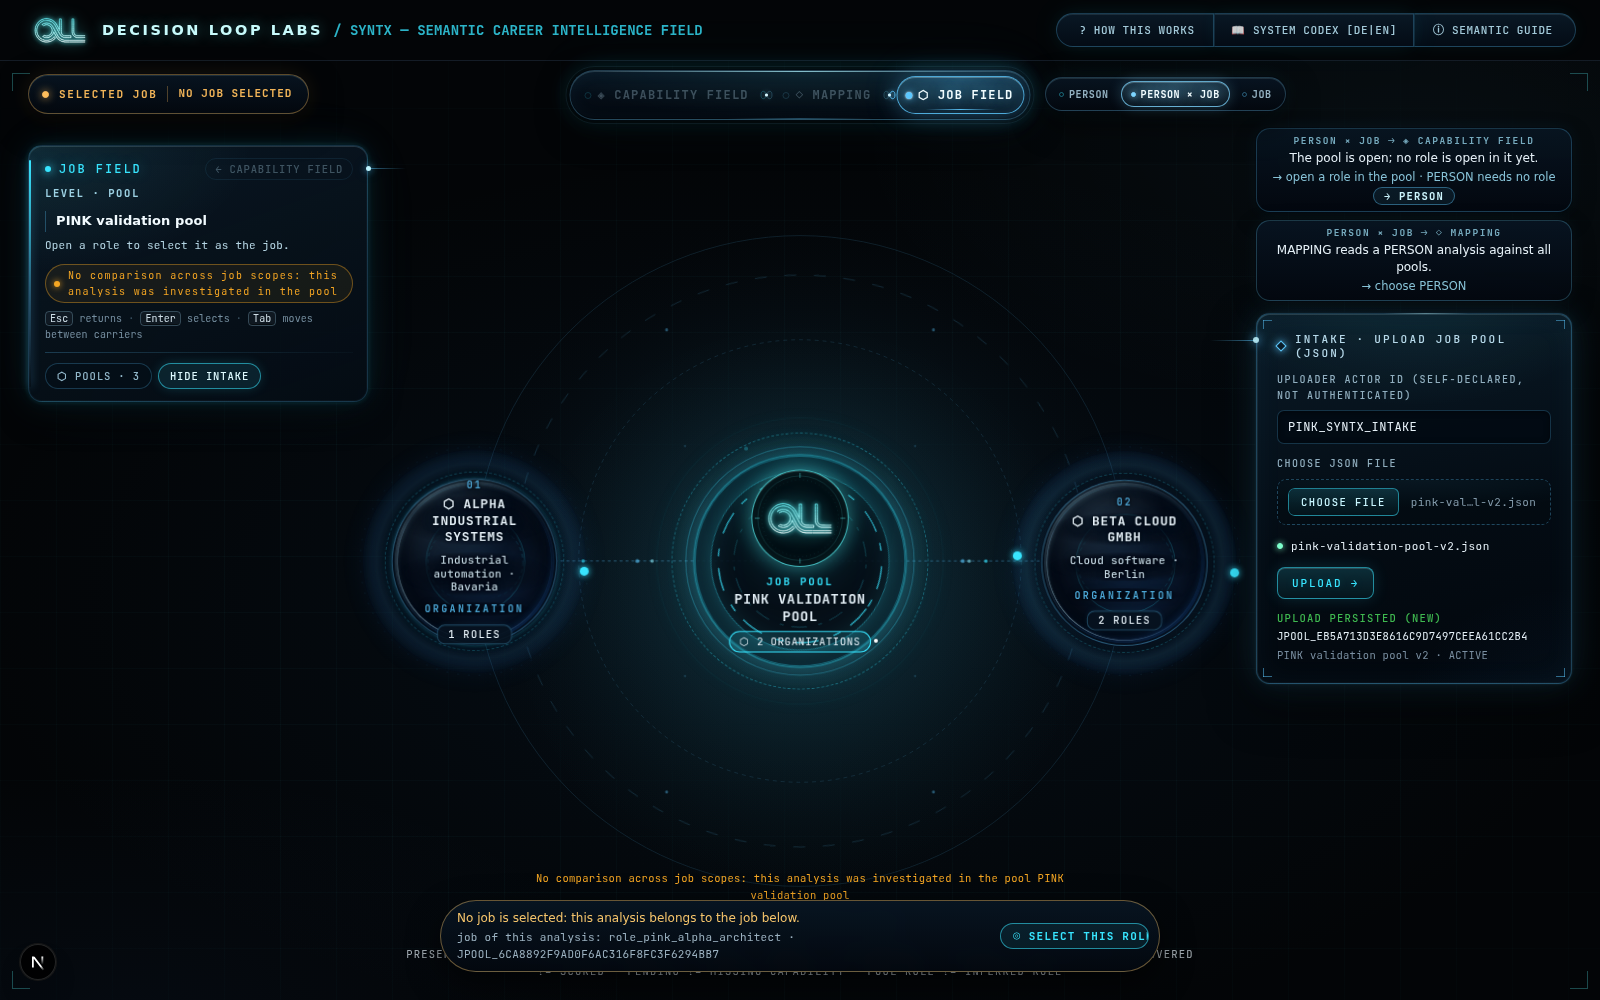 DLL DECISION LOOP LABS / SYNTX — SEMANTIC CAREER INTELLIGENCE FIELD
? HOW THIS WORKS
📖 SYSTEM CODEX [DE|EN]
ⓘ SEMANTIC GUIDE
SELECTED JOB NO JOB SELECTED
◈ CAPABILITY FIELD
◇ MAPPING
⬡ JOB FIELD
PERSON
PERSON × JOB
JOB
JOB FIELD
← CAPABILITY FIELD
LEVEL · POOL
PINK validation pool
Open a role to select it as the job.
No comparison across job scopes: this
analysis was investigated in the pool
Esc returns · Enter selects · Tab moves
between carriers
⬡ POOLS · 3
HIDE INTAKE
PERSON × JOB → ◈ CAPABILITY FIELD
The pool is open; no role is open in it yet.
→ open a role in the pool · PERSON needs no role
→ PERSON
PERSON × JOB → ◇ MAPPING
MAPPING reads a PERSON analysis against all
pools.
→ choose PERSON
INTAKE · UPLOAD JOB POOL
(JSON)
UPLOADER ACTOR ID (SELF-DECLARED,
NOT AUTHENTICATED)
PINK_SYNTX_INTAKE
CHOOSE JSON FILE
CHOOSE FILE pink-val…l-v2.json
pink-validation-pool-v2.json
UPLOAD →
UPLOAD PERSISTED (NEW)
JPOOL_EB5A713D3E8616C9D7497CEEA61CC2B4
PINK validation pool v2 · ACTIVE
01
⬡ ALPHA
INDUSTRIAL
SYSTEMS
Industrial
automation ·
Bavaria
ORGANIZATION
1 ROLES
DLL
JOB POOL
PINK VALIDATION
POOL
⬡ 2 ORGANIZATIONS
02
⬡ BETA CLOUD
GMBH
Cloud software ·
Berlin
ORGANIZATION
2 ROLES
No comparison across job scopes: this analysis was investigated in the pool PINK
validation pool
No job is selected: this analysis belongs to the job below.
job of this analysis: role_pink_alpha_architect ·
JPOOL_6CA8892F9AD0F6AC316F8FC3F6294BB7
◎ SELECT THIS ROL
N